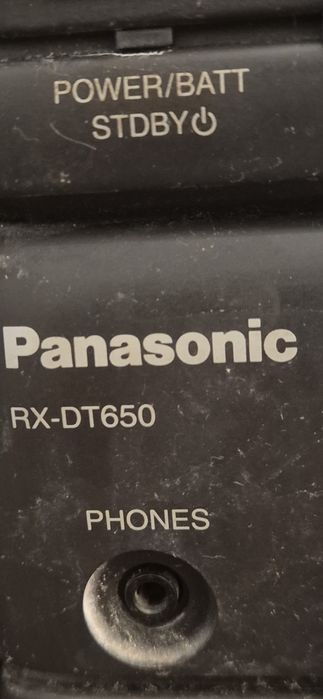 POWER/BATT
STDBY⏻
Panasonic
RX-DT650
PHONES